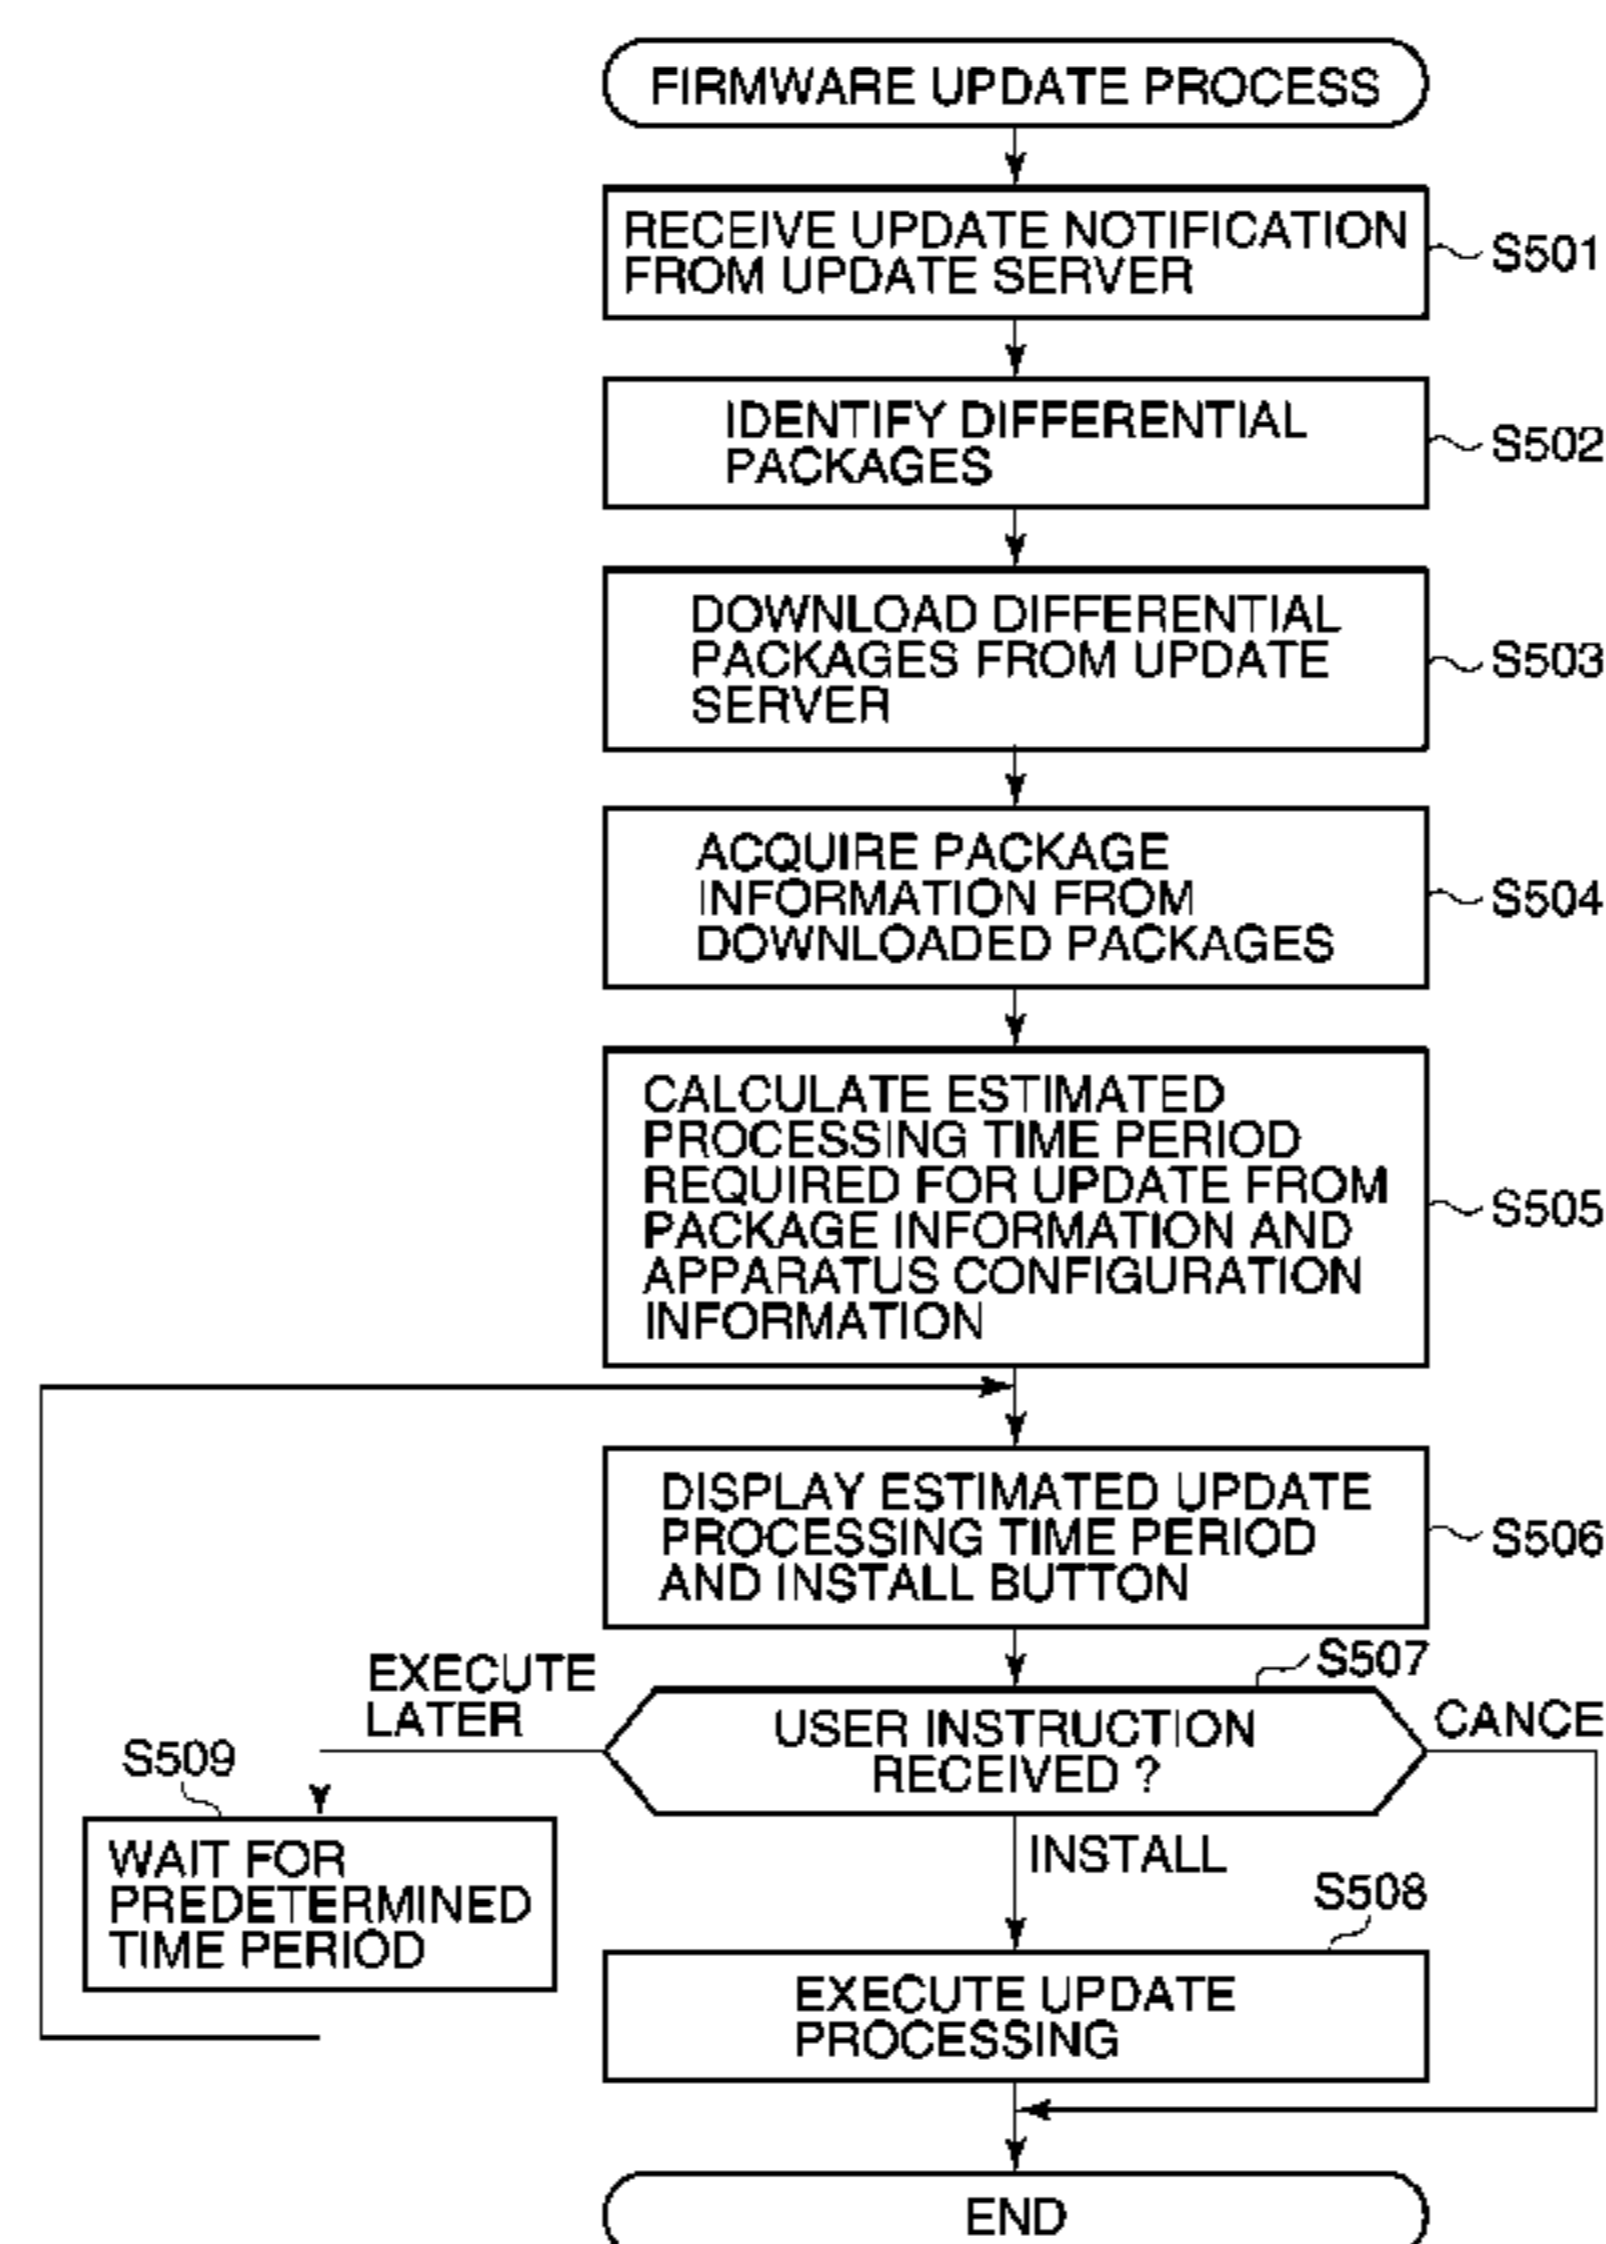 FIRMWARE UPDATE PROCESS
RECEIVE UPDATE NOTIFICATION
FROM UPDATE SERVER
S501
IDENTIFY DIFFERENTIAL
PACKAGES
S502
DOWNLOAD DIFFERENTIAL
PACKAGES FROM UPDATE
SERVER
S503
ACQUIRE PACKAGE
INFORMATION FROM
DOWNLOADED PACKAGES
S504
CALCULATE ESTIMATED
PROCESSING TIME PERIOD
REQUIRED FOR UPDATE FROM
PACKAGE INFORMATION AND
APPARATUS CONFIGURATION
INFORMATION
S505
DISPLAY ESTIMATED UPDATE
PROCESSING TIME PERIOD
AND INSTALL BUTTON
S506
S507
USER INSTRUCTION
RECEIVED ?
EXECUTE
LATER
CANCE
S509
WAIT FOR
PREDETERMINED
TIME PERIOD
INSTALL
S508
EXECUTE UPDATE
PROCESSING
END